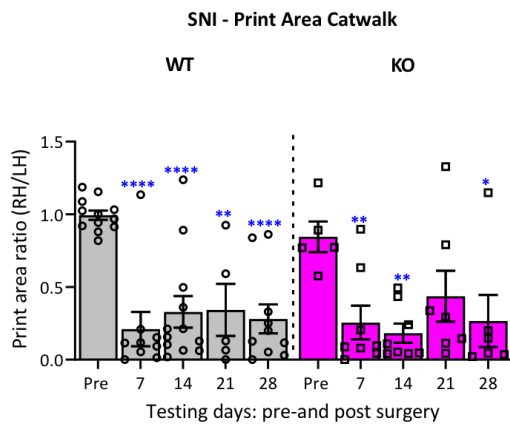 SNI - Print Area Catwalk
WT KO
Print area ratio (RH/LH)
1.5
1.0
0.5
0.0
**** **** ** **** ** ** *
Pre 7 14 21 28 Pre 7 14 21 28
Testing days: pre-and post surgery